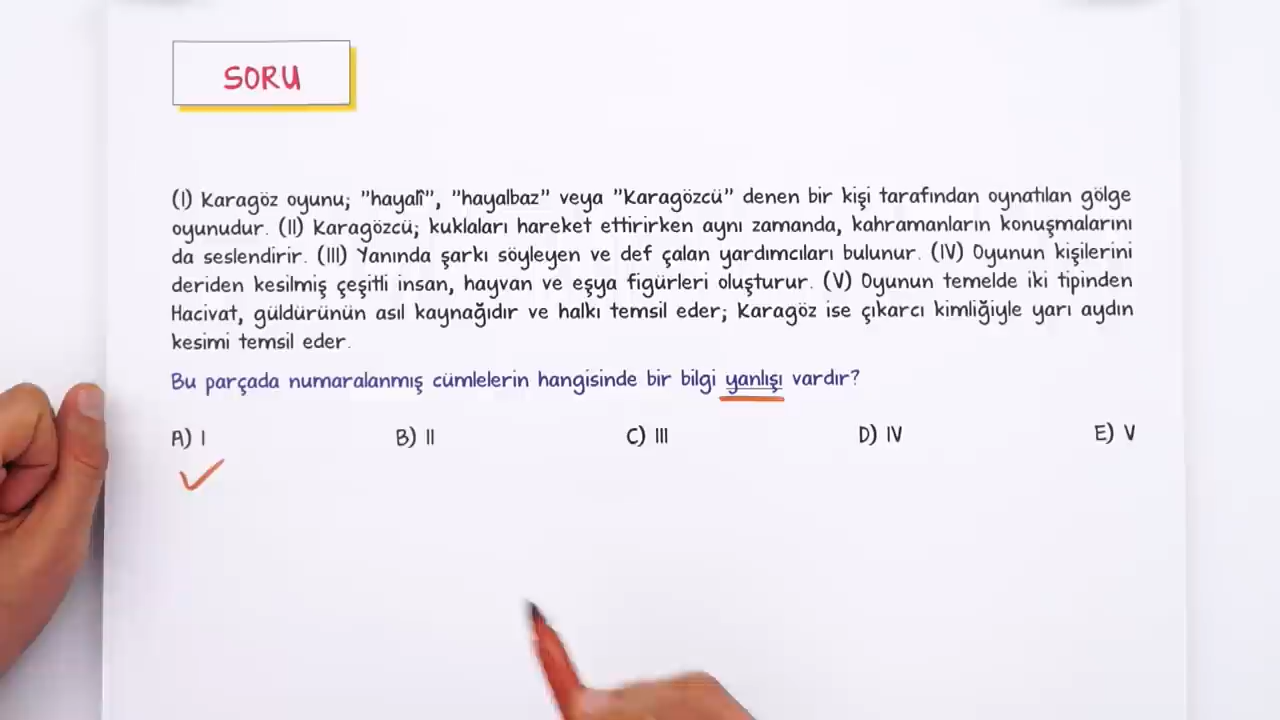 SORU
(I) Karagöz oyunu; "hayalî", "hayalbaz" veya "Karagözcü" denen bir kişi tarafından oynatılan gölge
oyunudur. (II) Karagözcü; kuklaları hareket ettirirken aynı zamanda, kahramanların konuşmalarını
da seslendirir. (III) Yanında şarkı söyleyen ve def çalan yardımcıları bulunur. (IV) Oyunun kişilerini
deriden kesilmiş çeşitli insan, hayvan ve eşya figürleri oluşturur. (V) Oyunun temelde iki tipinden
Hacivat, güldürünün asıl kaynağıdır ve halkı temsil eder; Karagöz ise çıkarcı kimliğiyle yarı aydın
kesimi temsil eder.
Bu parçada numaralanmış cümlelerin hangisinde bir bilgi yanlışı vardır?
A) I B) II C) III D) IV E) V